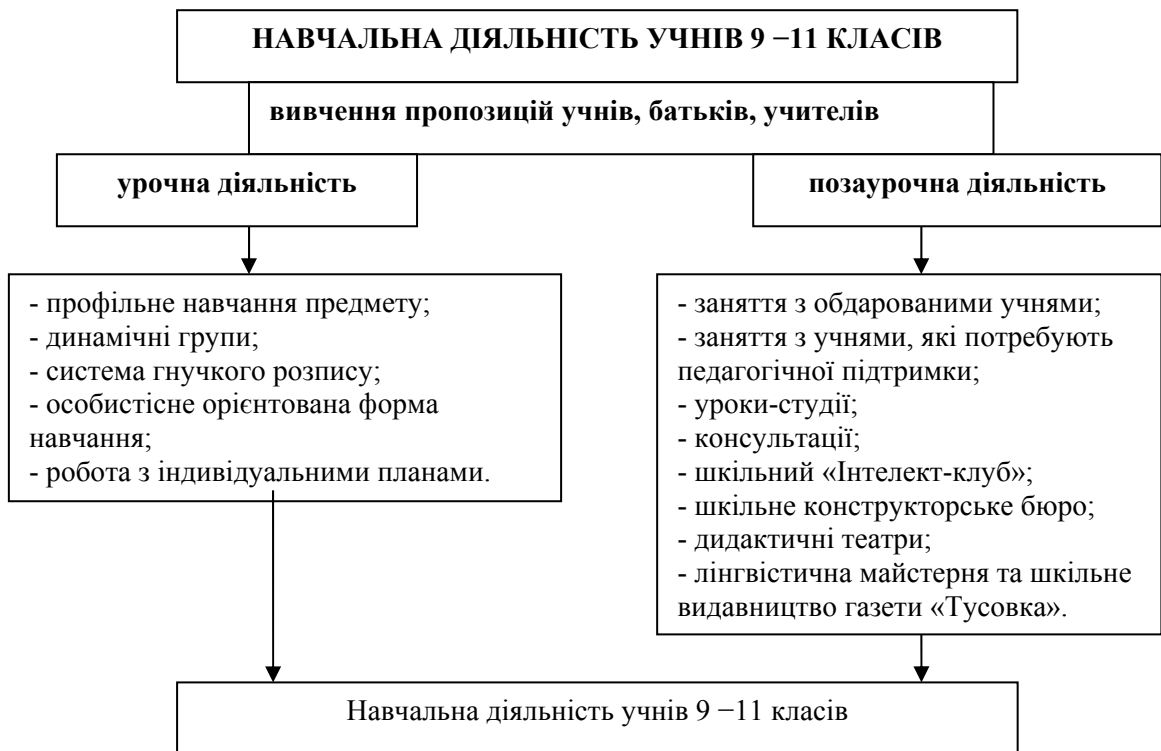 НАВЧАЛЬНА ДІЯЛЬНІСТЬ УЧНІВ 9 −11 КЛАСІВ
вивчення пропозицій учнів, батьків, учителів
урочна діяльність
позаурочна діяльність
- профільне навчання предмету;
- динамічні групи;
- система гнучкого розпису;
- особистісне орієнтована форма
навчання;
- робота з індивідуальними планами.
- заняття з обдарованими учнями;
- заняття з учнями, які потребують
педагогічної підтримки;
- уроки-студії;
- консультації;
- шкільний «Інтелект-клуб»;
- шкільне конструкторське бюро;
- дидактичні театри;
- лінгвістична майстерня та шкільне
видавництво газети «Тусовка».
Навчальна діяльність учнів 9 −11 класів